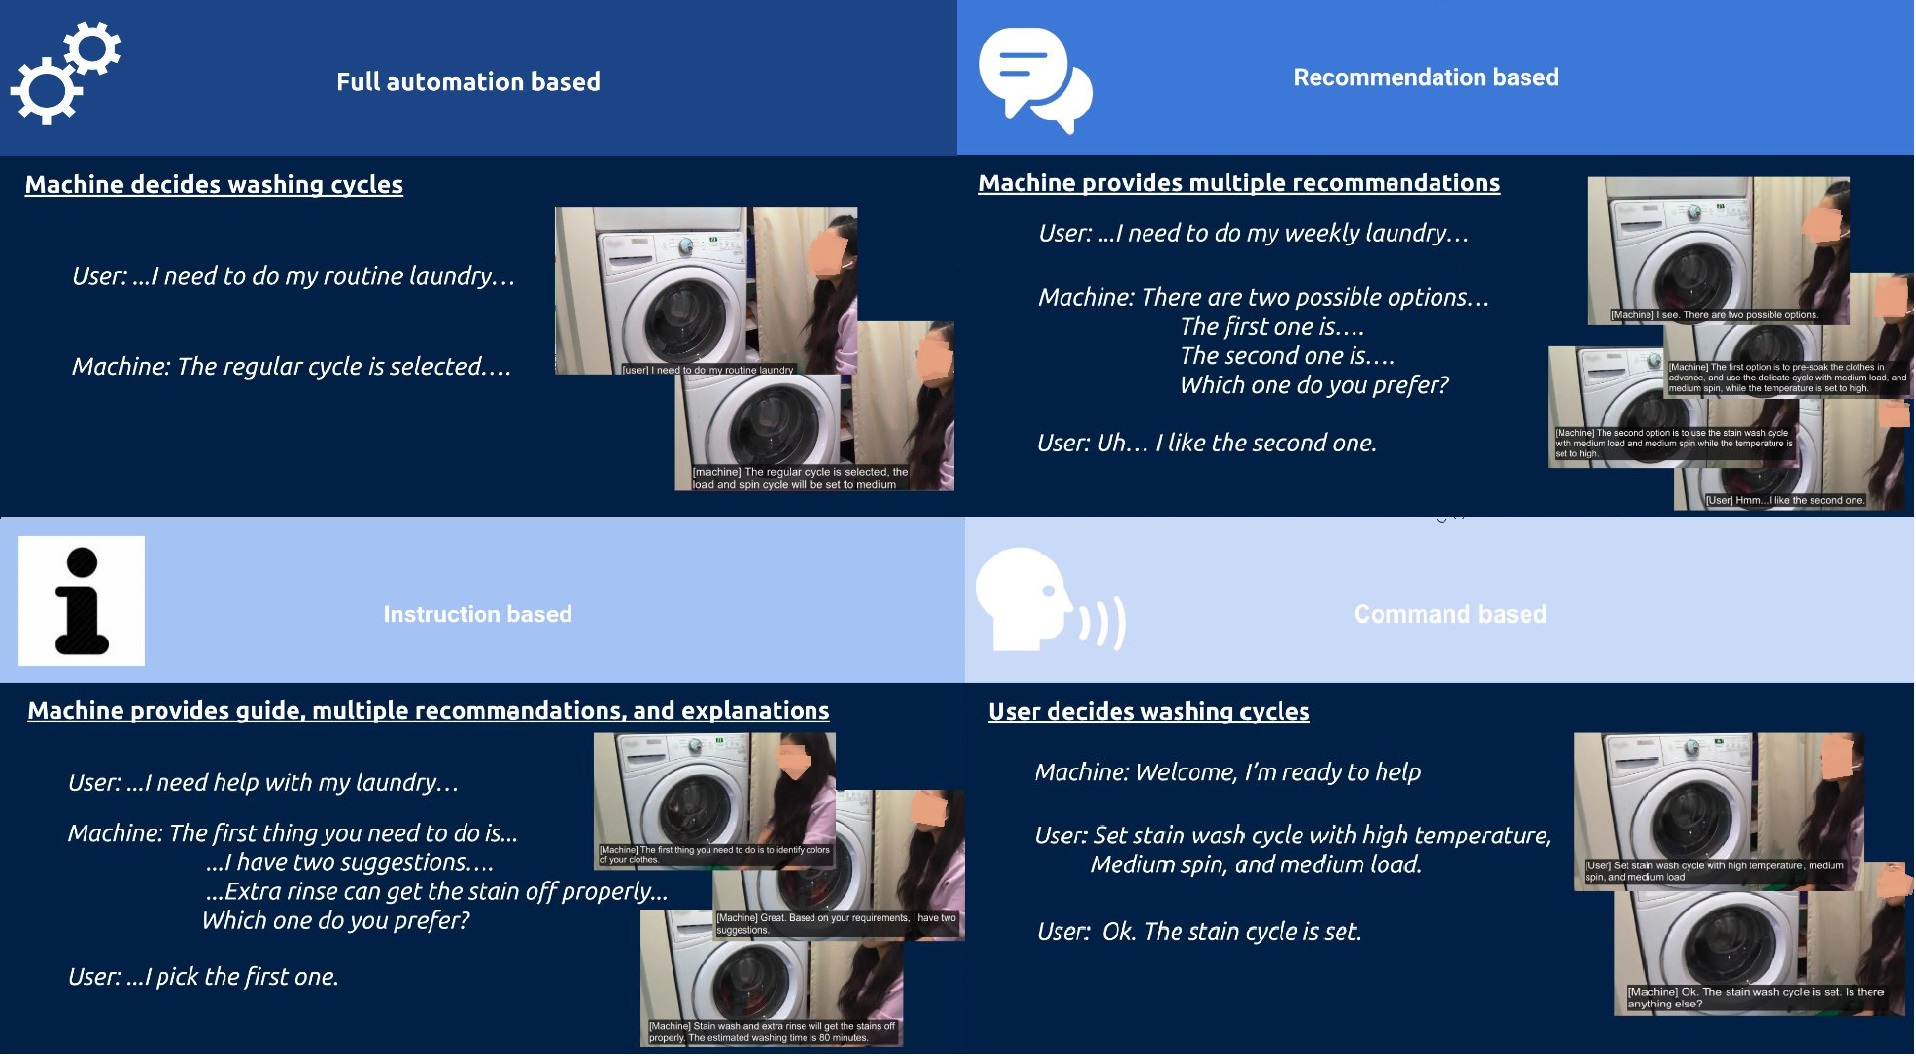 Full automation based
Machine decides washing cycles
User: ...I need to do my routine laundry...
Machine: The regular cycle is selected....
[user] I need to do my routine laundry
[machine] The regular cycle is selected, the
load and spin cycle will be set to medium
Recommendation based
Machine provides multiple recommandations
User: ...I need to do my weekly laundry...
Machine: There are two possible options...
The first one is....
The second one is....
Which one do you prefer?
User: Uh... I like the second one.
[Machine] I see. There are two possible options.
[Machine] The first option is to pre-soak the clothes in
advance, and use the delicate cycle with medium load, and
medium spin, while the temperature is set to high.
[Machine] The second option is to use the stain wash cycle
with medium load and medium spin while the temperature is
set to high.
[User] Hmm...I like the second one.
Instruction based
Machine provides guide, multiple recommandations, and explanations
User: ...I need help with my laundry...
Machine: The first thing you need to do is...
...I have two suggestions....
...Extra rinse can get the stain off properly...
Which one do you prefer?
User: ...I pick the first one.
[Machine] The first thing you need to do is to identify colors
of your clothes.
[Machine] Great. Based on your requirements, I have two
suggestions.
[Machine] Stain wash and extra rinse will get the stains off
properly. The estimated washing time is 80 minutes.
Command based
User decides washing cycles
Machine: Welcome, I'm ready to help
User: Set stain wash cycle with high temperature,
Medium spin, and medium load.
User: Ok. The stain cycle is set.
[User] Set stain wash cycle with high temperature, medium
spin, and medium load
[Machine] Ok. The stain wash cycle is set. Is there
anything else?